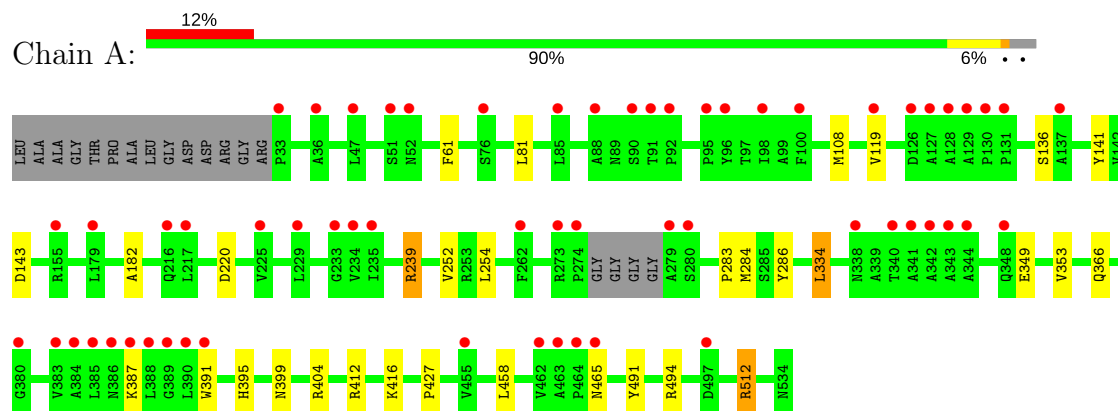 12%
Chain A:
90% 6% • •
LEU ALA ALA GLY THR PRO ALA LEU GLY ASP ASP ARG GLY ARG P33 A36 L47 S51 N52 F61 S76 L81 L85 A88 N89 S90 T91 P92 P95 Y96 T97 I98 A99 F100 M108 V119 D126 A127 A128 A129 P130 P131 S136 A137 Y141 V142
D143 R155 L179 A182 Q216 L217 D220 V225 L229 G233 V234 I235 R239 V252 R253 L254 F262 R273 P274 GLY GLY GLY GLY A279 S280 P283 M284 S285 Y286 L334 N338 A339 T340 A341 A342 A343 A344 Q348 E349 V353 Q366
G380 V383 A384 L385 N386 K387 L388 G389 L390 W391 H395 N399 R404 R412 K416 P427 V455 L458 V462 A463 P464 N465 Y491 R494 D497 R512 N534